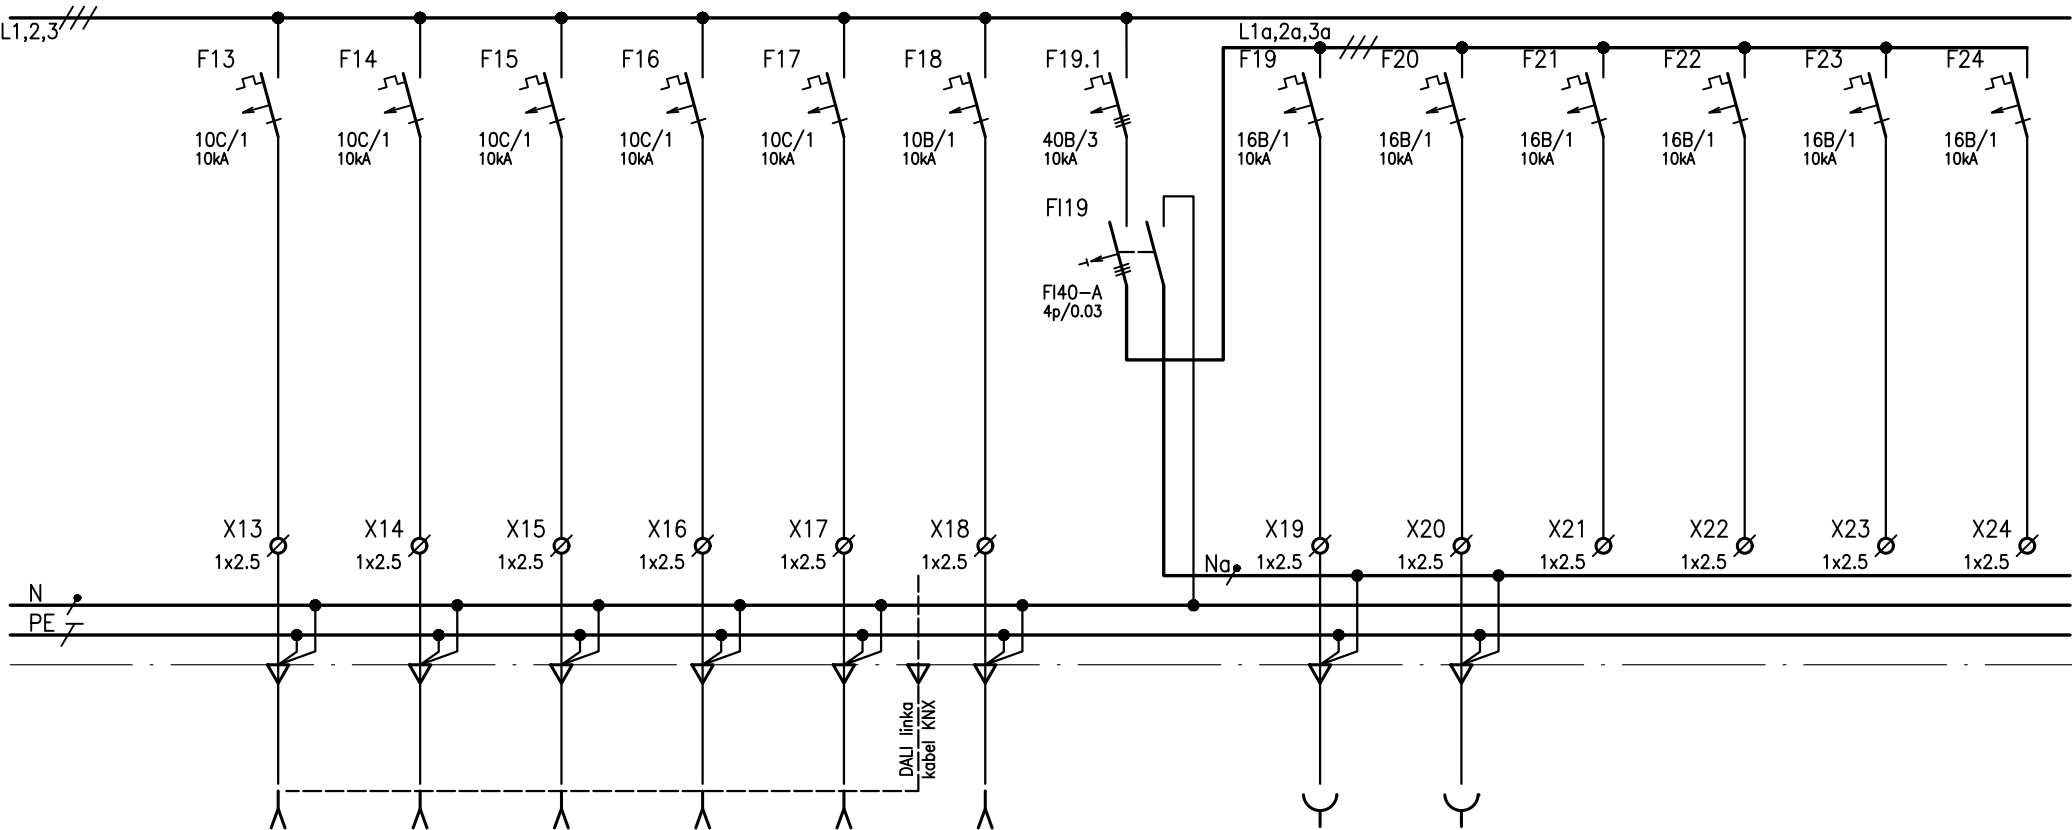 L1,2,3
L1a,2a,3a
F13 F14 F15 F16 F17 F18 F19.1 F19 F20 F21 F22 F23 F24
10C/1 10C/1 10C/1 10C/1 10C/1 10B/1 40B/3 16B/1 16B/1 16B/1 16B/1 16B/1 16B/1
10kA 10kA 10kA 10kA 10kA 10kA 10kA 10kA 10kA 10kA 10kA 10kA 10kA
FI19
FI40-A
4p/0.03
X13 X14 X15 X16 X17 X18 X19 X20 X21 X22 X23 X24
1x2.5 1x2.5 1x2.5 1x2.5 1x2.5 1x2.5 Na 1x2.5 1x2.5 1x2.5 1x2.5 1x2.5 1x2.5
N
PE
DALI linka
kabel KNX